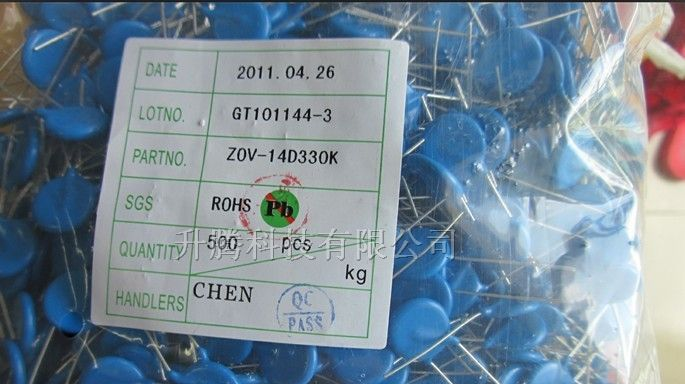 DATE 2011.04.26
LOTNO. GT101144-3
PARTNO. ZOV-14D330K
SGS ROHS Pb
升腾科技有限公司
QUANTITY 500 pcs
kg
HANDLERS CHEN
QC
PASS